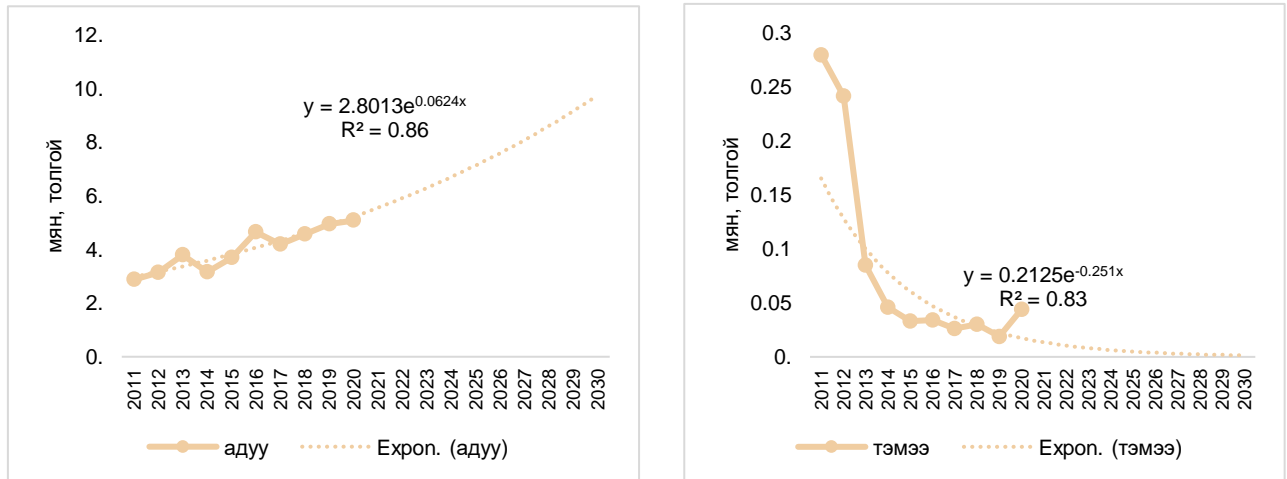 12.
10.
8.
6.
4.
2.
0.
мян, толгой
y = 2.8013e^0.0624x
R² = 0.86
2011 2012 2013 2014 2015 2016 2017 2018 2019 2020 2021 2022 2023 2024 2025 2026 2027 2028 2029 2030
адуу Expon. (адуу)
0.3
0.25
0.2
0.15
0.1
0.05
0.
мян, толгой
y = 0.2125e^-0.251x
R² = 0.83
2011 2012 2013 2014 2015 2016 2017 2018 2019 2020 2021 2022 2023 2024 2025 2026 2027 2028 2029 2030
тэмээ Expon. (тэмээ)